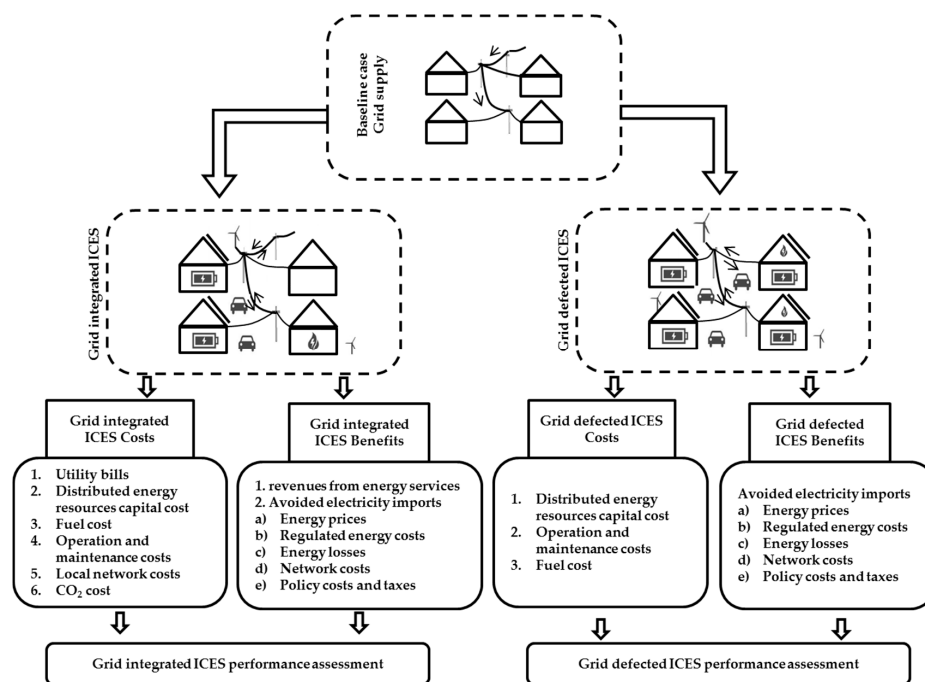 Baseline case
Grid supply
Grid integrated ICES
Grid defected ICES
Grid integrated
ICES Costs
Grid integrated
ICES Benefits
Grid defected ICES
Costs
Grid defected
ICES Benefits
1. Utility bills
2. Distributed energy
resources capital cost
3. Fuel cost
4. Operation and
maintenance costs
5. Local network costs
6. CO₂ cost
1. revenues from energy services
2. Avoided electricity imports
a) Energy prices
b) Regulated energy costs
c) Energy losses
d) Network costs
e) Policy costs and taxes
1. Distributed energy
resources capital cost
2. Operation and
maintenance costs
3. Fuel cost
Avoided electricity imports
a) Energy prices
b) Regulated energy costs
c) Energy losses
d) Network costs
e) Policy costs and taxes
Grid integrated ICES performance assessment
Grid defected ICES performance assessment